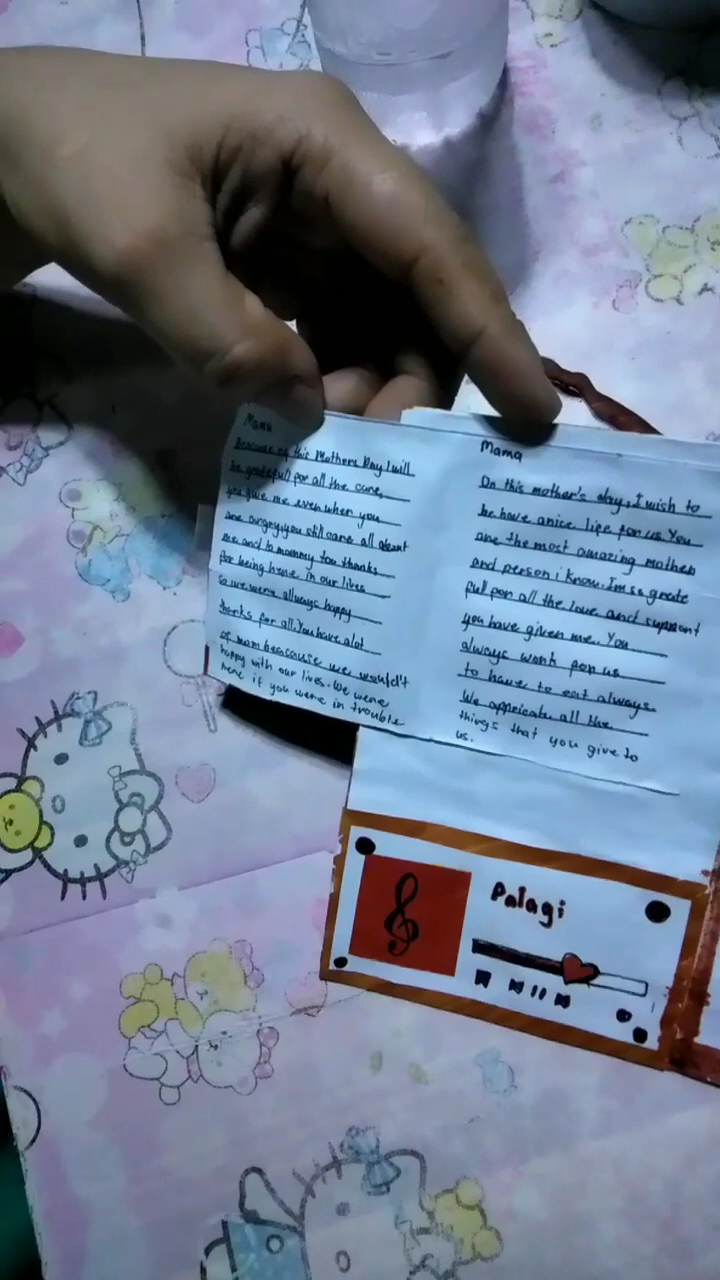 Mama
Because of this Mothers Day I will
be gratefull for all the care
you give me even when you
are angry, you still care all about
me and to mommy too thanks
for being here in our lives
so we were allways happy
thanks for all. You have alot
of mom beacause we wouldn't
happy with our lives. We were
here if you were in trouble
Mama
On this mother's day, I wish to
be have a nice life for us. You
are the most amazing mother
and person i know. Im so greate
full for all the love and support
you have given me. You
always work for us
to have to eat always.
We appriciate all the
things that you give to
us.
Palagi